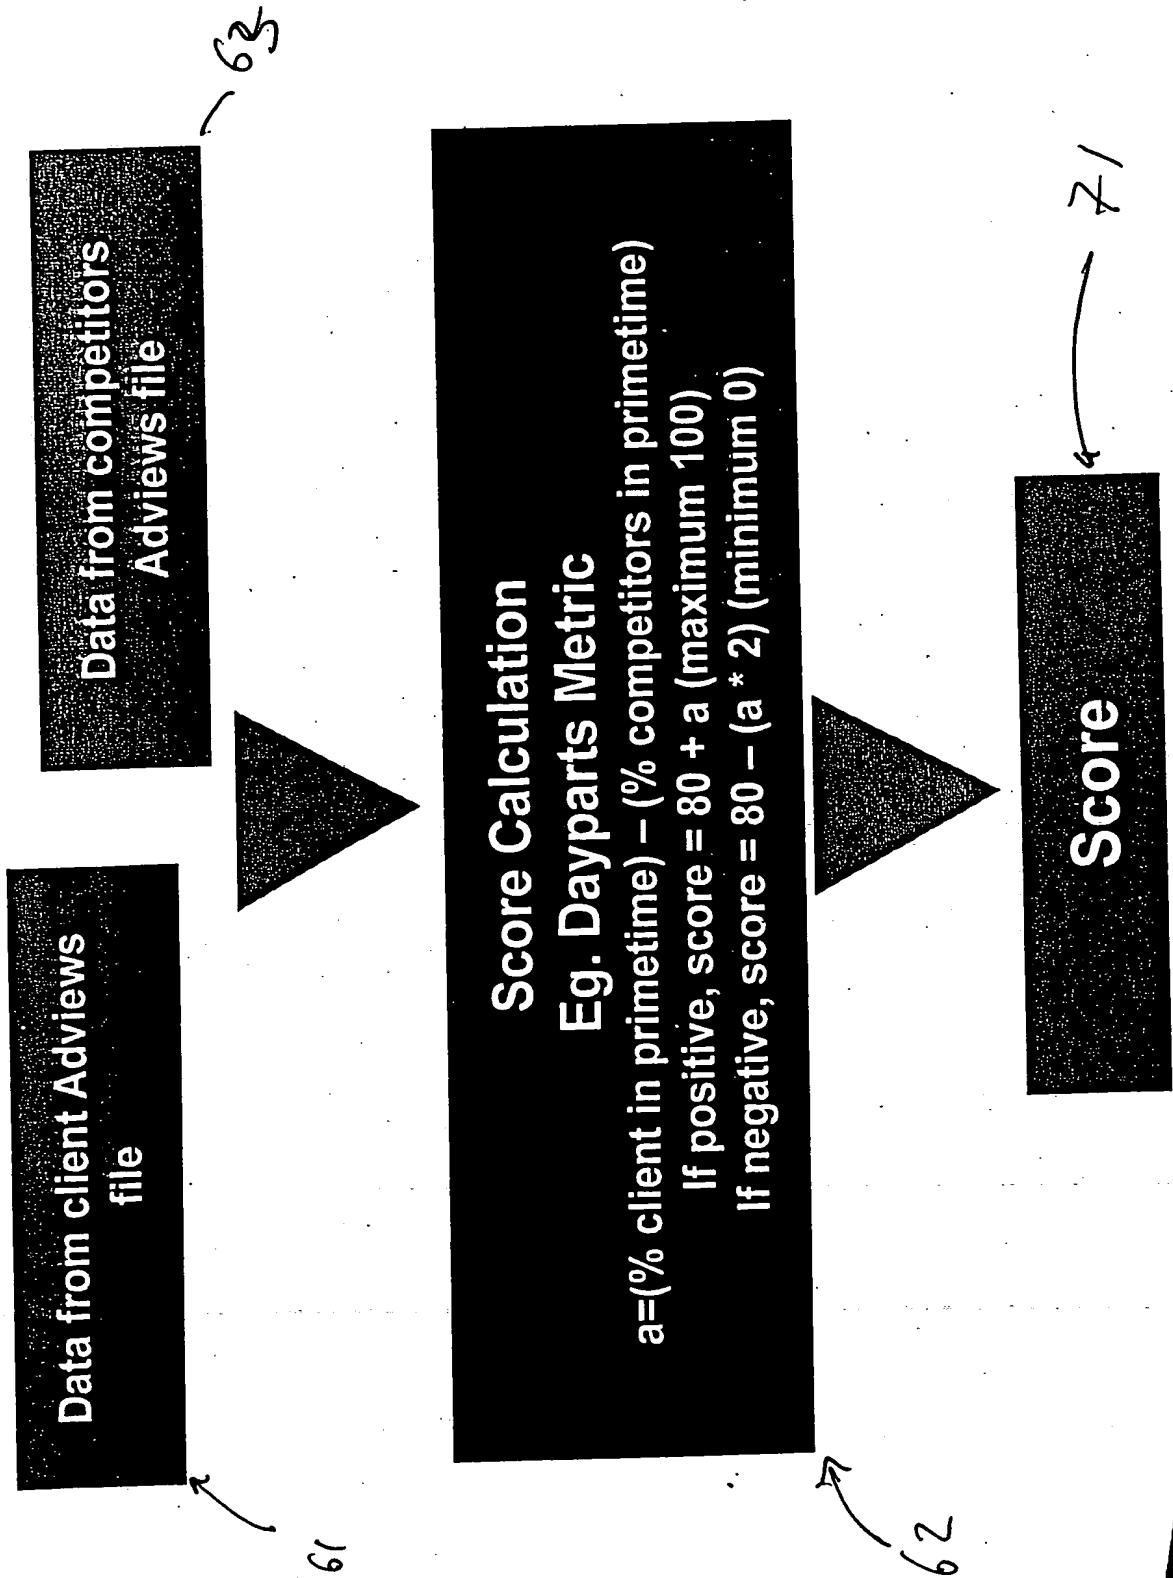 Data from client Adviews
file
Data from competitors
Adviews file
Score Calculation
Eg. Dayparts Metric
a=(% client in primetime) – (% competitors in primetime)
If positive, score = 80 + a (maximum 100)
If negative, score = 80 – (a * 2) (minimum 0)
Score
61
62
71